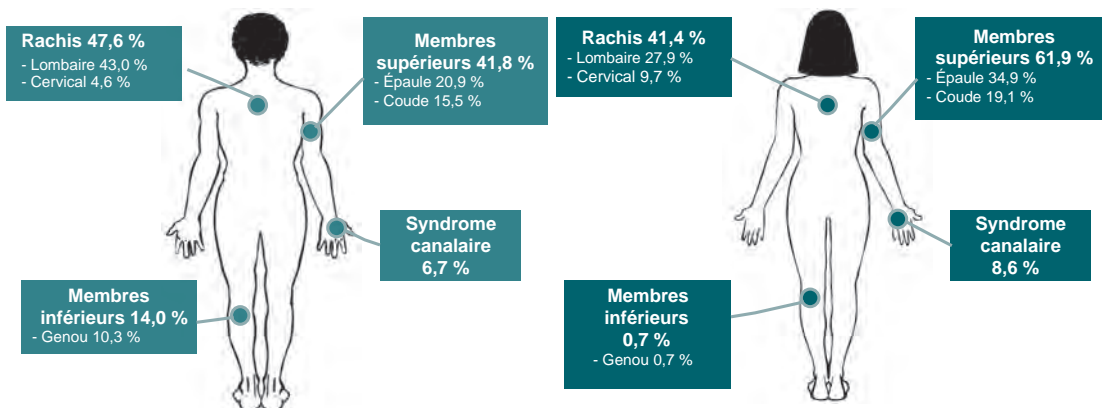 Rachis 47,6 %
- Lombaire 43,0 %
- Cervical 4,6 %
Membres
supérieurs 41,8 %
- Épaule 20,9 %
- Coude 15,5 %
Syndrome
canalaire
6,7 %
Membres
inférieurs 14,0 %
- Genou 10,3 %
Rachis 41,4 %
- Lombaire 27,9 %
- Cervical 9,7 %
Membres
supérieurs 61,9 %
- Épaule 34,9 %
- Coude 19,1 %
Syndrome
canalaire
8,6 %
Membres
inférieurs
0,7 %
- Genou 0,7 %